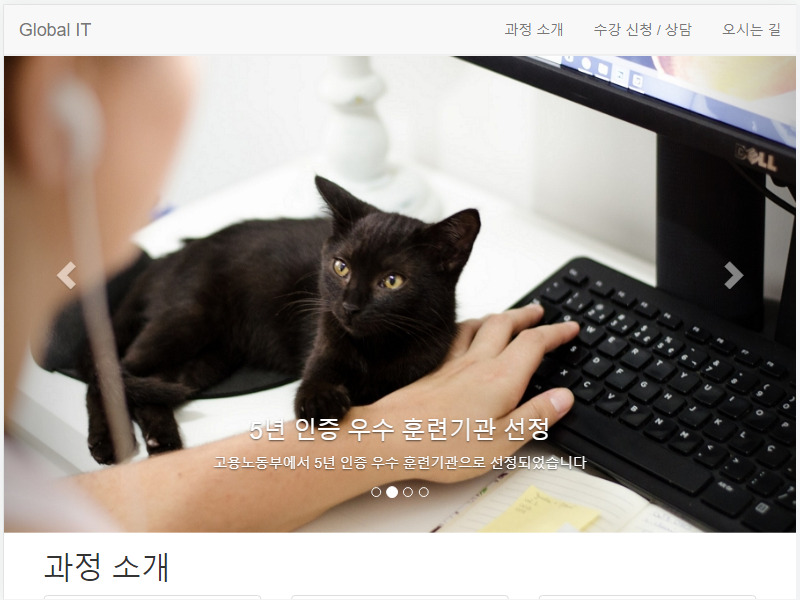 Global IT
과정 소개
수강 신청 / 상담
오시는 길
DELL
5년 인증 우수 훈련기관 선정
고용노동부에서 5년 인증 우수 훈련기관으로 선정되었습니다
과정 소개